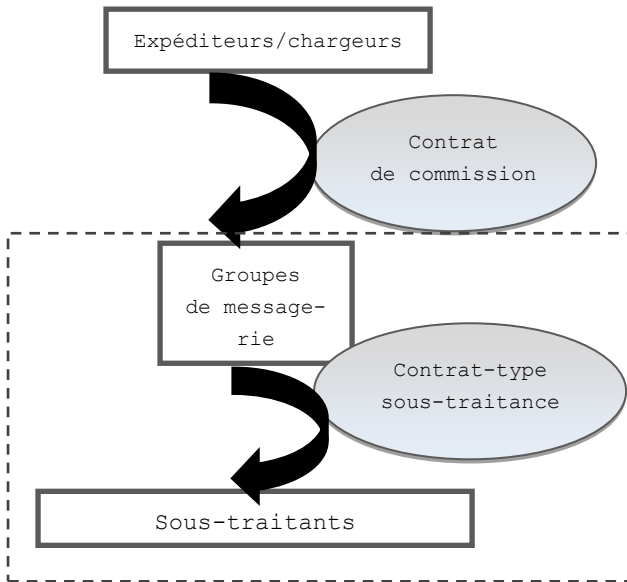 Expéditeurs/chargeurs
Contrat
de commission
Groupes
de message-
rie
Contrat-type
sous-traitance
Sous-traitants